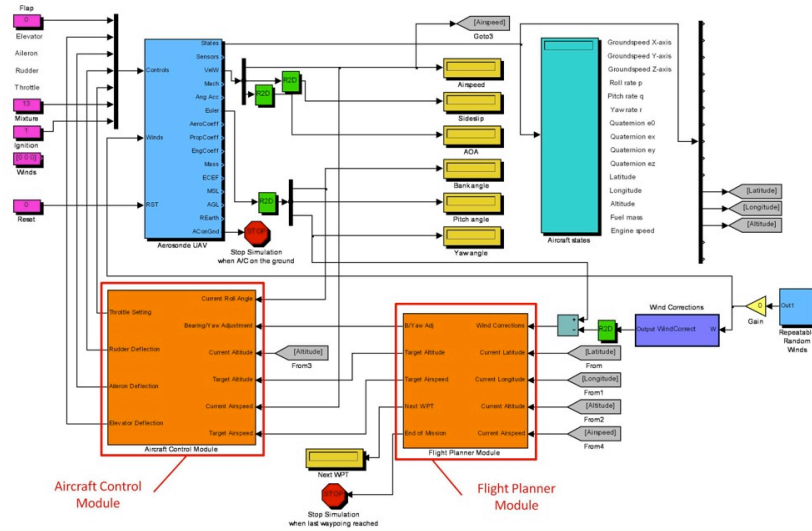 Flap
0
Elevator
Aileron
Rudder
Throttle
13
Mixture
1
Ignition
[0 0 0]
Winds
0
Reset
Controls
Winds
RST
States
Sensors
VelW
Mach
Ang Acc
Euler
AeroCoeff
PropCoeff
EngCoeff
Mass
ECEF
MSL
AGL
REarth
AConGnd
Aerosonde UAV
R2D
R2D
R2D
STOP
Stop Simulation
when A/C on the ground
[Airspeed]
Goto3
Airspeed
Sideslip
AOA
Bank angle
Pitch angle
Yaw angle
Aircraft states
Groundspeed X-axis
Groundspeed Y-axis
Groundspeed Z-axis
Roll rate p
Pitch rate q
Yaw rate r
Quaternion e0
Quaternion ex
Quaternion ey
Quaternion ez
Latitude
Longitude
Altitude
Fuel mass
Engine speed
[Latitude]
[Longitude]
[Altitude]
Throttle Setting
Rudder Deflection
Aileron Deflection
Elevator Deflection
Current Roll Angle
Bearing/Yaw Adjustment
Current Altitude
Target Altitude
Current Airspeed
Target Airspeed
Aircraft Control Module
[Altitude]
From3
B/Yaw Adj
Target Altitude
Target Airspeed
Next WPT
End of Mission
Wind Corrections
Current Latitude
Current Longitude
Current Altitude
Current Airspeed
Flight Planner Module
R2D
Wind Corrections
Output WindCorrect
W
0
Gain
Out1
Repeatable
Random
Winds
[Latitude]
From
[Longitude]
From1
[Altitude]
From2
[Airspeed]
From4
Next WPT
STOP
Stop Simulation
when last waypoing reached
Aircraft Control
Module
Flight Planner
Module